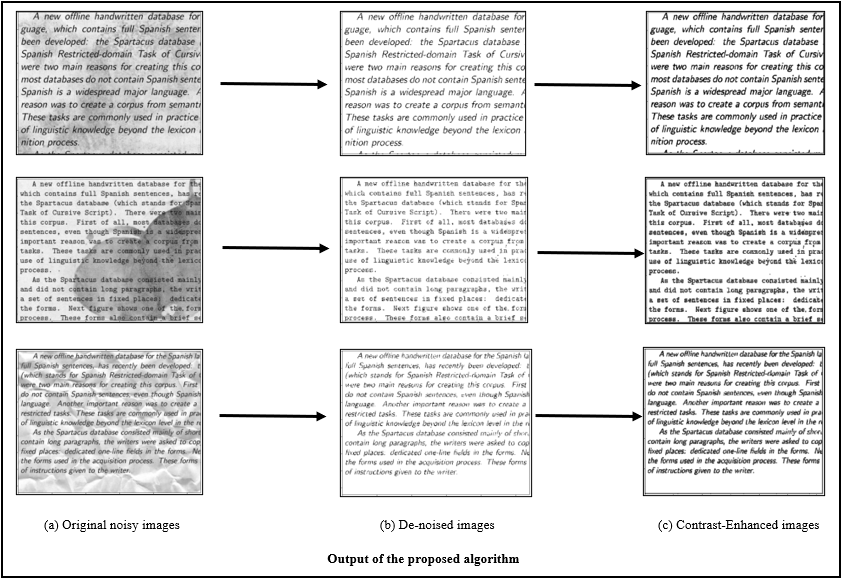 A new offline handwritten database for
guage, which contains full Spanish senter
been developed: the Spartacus database
Spanish Restricted-domain Task of Cursiv
were two main reasons for creating this co
most databases do not contain Spanish sente
Spanish is a widespread major language. A
reason was to create a corpus from semanti
These tasks are commonly used in practice
of linguistic knowledge beyond the lexicon
nition process.
A new offline handwritten database for
guage, which contains full Spanish senter
been developed: the Spartacus database
Spanish Restricted-domain Task of Cursiv
were two main reasons for creating this co
most databases do not contain Spanish sente
Spanish is a widespread major language. A
reason was to create a corpus from semanti
These tasks are commonly used in practice
of linguistic knowledge beyond the lexicon
nition process.
A new offline handwritten database for
guage, which contains full Spanish senter
been developed: the Spartacus database
Spanish Restricted-domain Task of Cursiv
were two main reasons for creating this co
most databases do not contain Spanish sente
Spanish is a widespread major language. A
reason was to create a corpus from semanti
These tasks are commonly used in practice
of linguistic knowledge beyond the lexicon
nition process.
A new offline handwritten database for the
which contains full Spanish sentences, has re
the Spartacus database (which stands for Spa
Task of Cursive Script). There were two main
this corpus. First of all, most databases do
sentences, even though Spanish is a widespre
important reason was to create a corpus from
tasks. These tasks are commonly used in prac
use of linguistic knowledge beyond the lexico
process.
As the Spartacus database consisted mainly
and did not contain long paragraphs, the writ
a set of sentences in fixed places: dedicate
the forms. Next figure shows one of the forms
process. These forms also contain a brief se
A new offline handwritten database for the
which contains full Spanish sentences, has re
the Spartacus database (which stands for Spa
Task of Cursive Script). There were two main
this corpus. First of all, most databases do
sentences, even though Spanish is a widespre
important reason was to create a corpus from
tasks. These tasks are commonly used in prac
use of linguistic knowledge beyond the lexico
process.
As the Spartacus database consisted mainly
and did not contain long paragraphs, the writ
a set of sentences in fixed places: dedicate
the forms. Next figure shows one of the forms
process. These forms also contain a brief se
A new offline handwritten database for the
which contains full Spanish sentences, has re
the Spartacus database (which stands for Spa
Task of Cursive Script). There were two main
this corpus. First of all, most databases do
sentences, even though Spanish is a widespre
important reason was to create a corpus from
tasks. These tasks are commonly used in prac
use of linguistic knowledge beyond the lexico
process.
As the Spartacus database consisted mainly
and did not contain long paragraphs, the writ
a set of sentences in fixed places: dedicate
the forms. Next figure shows one of the forms
process. These forms also contain a brief se
A new offline handwritten database for the Spanish la
full Spanish sentences, has recently been developed: t
(which stands for Spanish Restricted-domain Task of
were two main reasons for creating this corpus. First
do not contain Spanish sentences, even though Spanish
language. Another important reason was to create a
restricted tasks. These tasks are commonly used in pra
of linguistic knowledge beyond the lexicon level in the r
As the Spartacus database consisted mainly of short
contain long paragraphs, the writers were asked to cop
fixed places: dedicated one-line fields in the forms. Ne
the forms used in the acquisition process. These forms
of instructions given to the writer.
A new offline handwritten database for the Spanish la
full Spanish sentences, has recently been developed: t
(which stands for Spanish Restricted-domain Task of
were two main reasons for creating this corpus. First
do not contain Spanish sentences, even though Spanish
language. Another important reason was to create a
restricted tasks. These tasks are commonly used in pra
of linguistic knowledge beyond the lexicon level in the r
As the Spartacus database consisted mainly of short
contain long paragraphs, the writers were asked to cop
fixed places: dedicated one-line fields in the forms. Ne
the forms used in the acquisition process. These forms
of instructions given to the writer.
A new offline handwritten database for the Spanish la
full Spanish sentences, has recently been developed: t
(which stands for Spanish Restricted-domain Task of
were two main reasons for creating this corpus. First
do not contain Spanish sentences, even though Spanish
language. Another important reason was to create a
restricted tasks. These tasks are commonly used in pra
of linguistic knowledge beyond the lexicon level in the r
As the Spartacus database consisted mainly of short
contain long paragraphs, the writers were asked to cop
fixed places: dedicated one-line fields in the forms. Ne
the forms used in the acquisition process. These forms
of instructions given to the writer.
(a) Original noisy images
(b) De-noised images
(c) Contrast-Enhanced images
Output of the proposed algorithm